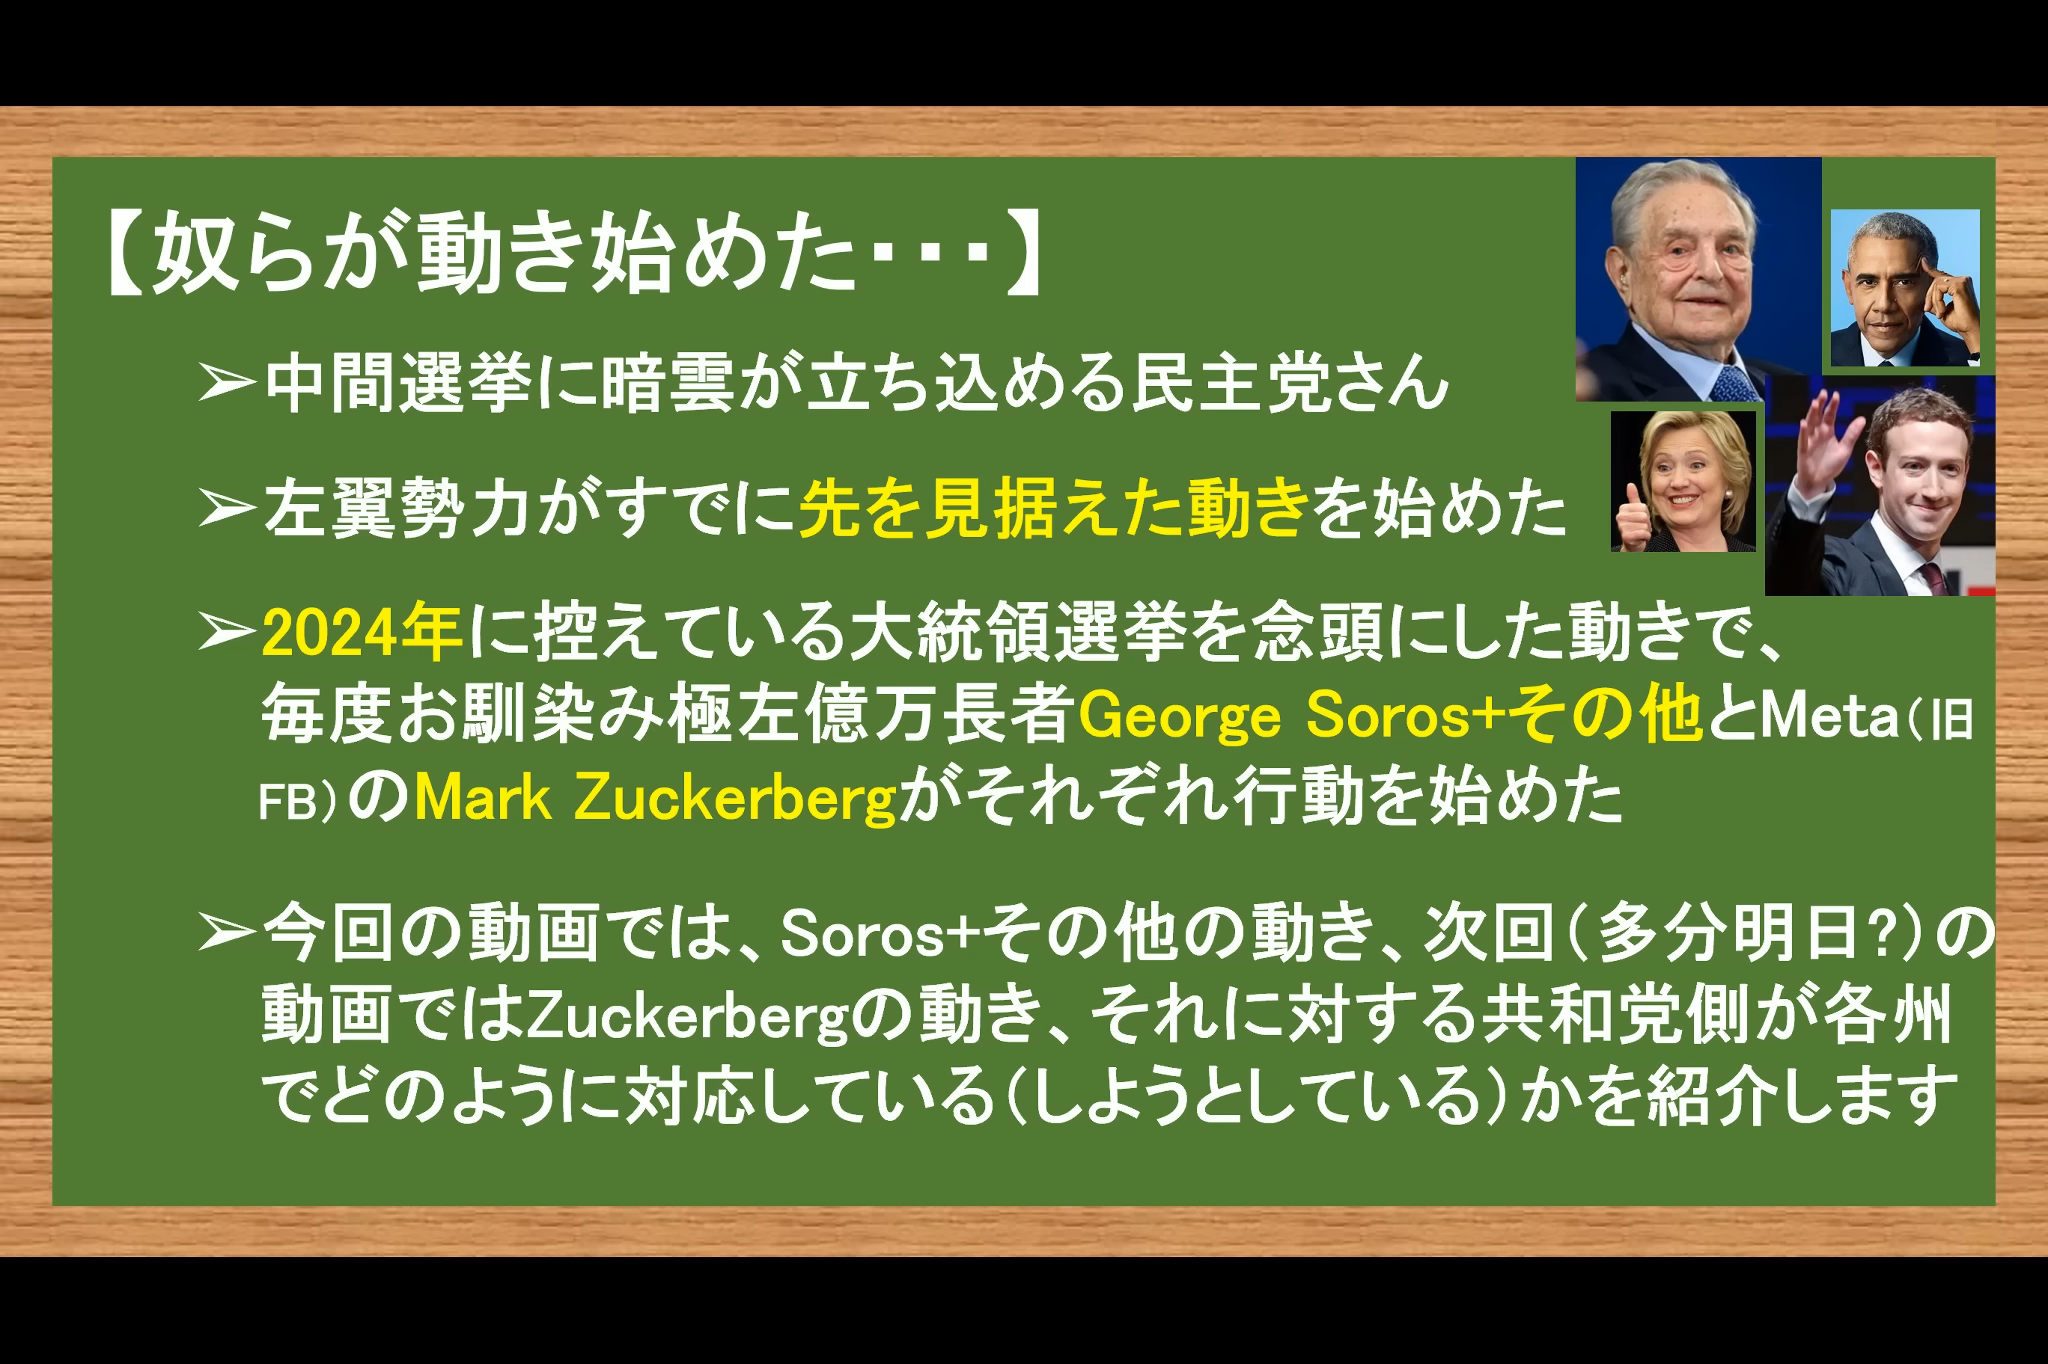 【奴らが動き始めた・・・】
➢中間選挙に暗雲が立ち込める民主党さん
➢左翼勢力がすでに先を見据えた動きを始めた
➢2024年に控えている大統領選挙を念頭にした動きで、
毎度お馴染み極左億万長者George Soros+その他とMeta（旧
FB）のMark Zuckerbergがそれぞれ行動を始めた
➢今回の動画では、Soros+その他の動き、次回（多分明日?）の
動画ではZuckerbergの動き、それに対する共和党側が各州
でどのように対応している（しようとしている）かを紹介します